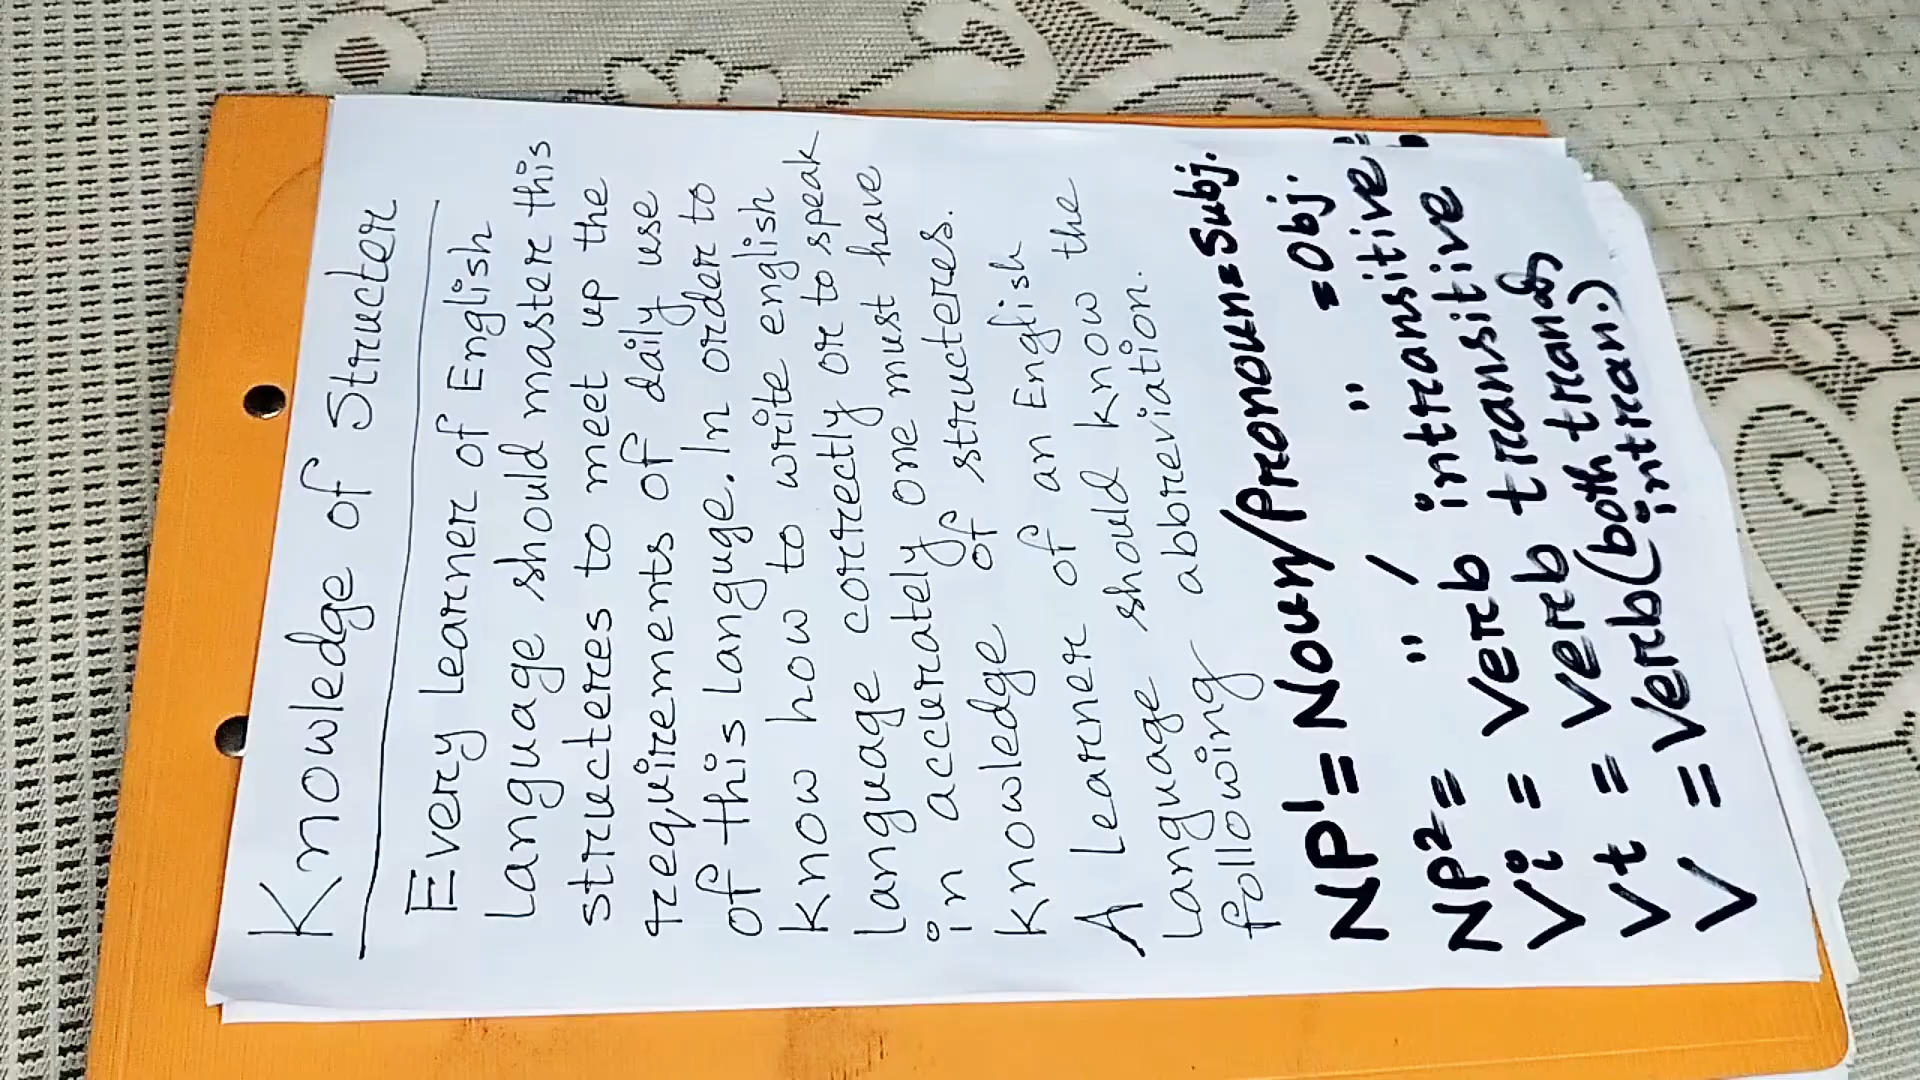 Knowledge of Structer
Every learner of English
Language should master this
structeres to meet up the
requirements of daily use
of this language. In order to
know how to write english
language correctly or to speak
in accurately one must have
knowledge of structeres.
A learner of an English
language should know the
following abbreviation.
NP¹ = Noun/Pronoun = Subj.
NP² = " / " = Obj.
Vi = Verb intransitive
Vt = Verb transitive
V = Verb (both trans &
intran.)